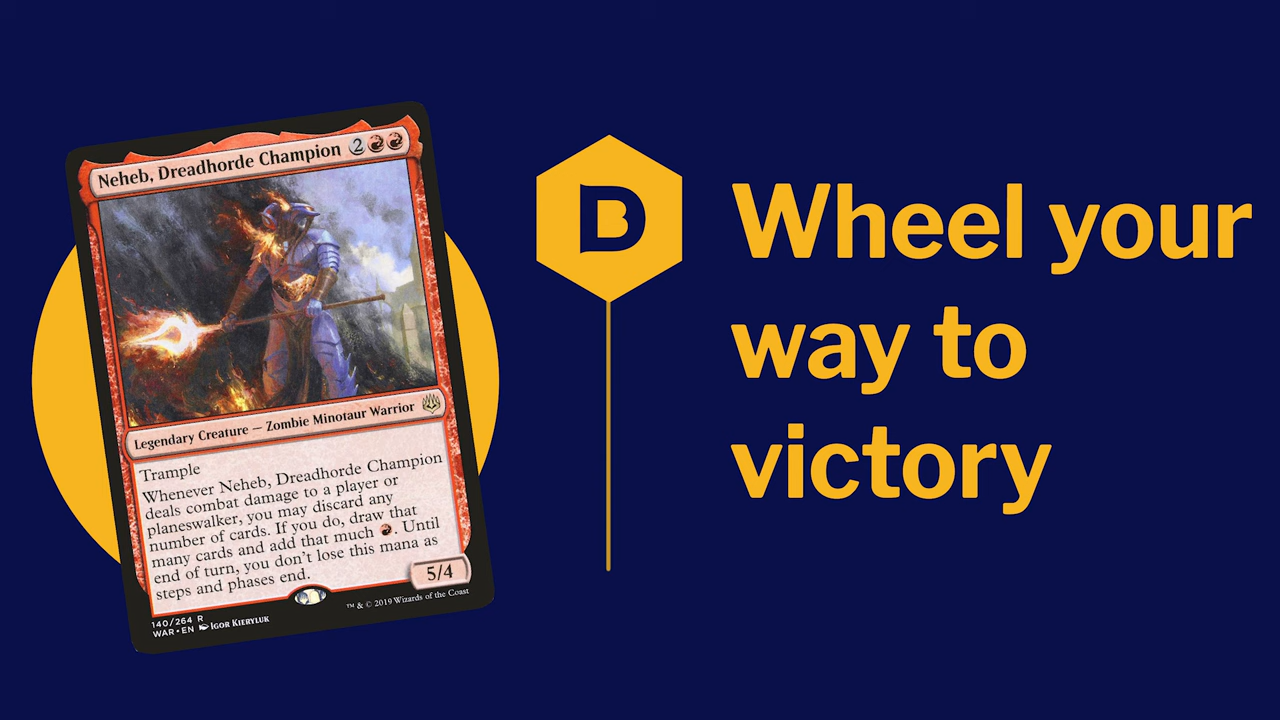 Neheb, Dreadhorde Champion 2
Legendary Creature — Zombie Minotaur Warrior
Trample
Whenever Neheb, Dreadhorde Champion
deals combat damage to a player or
planeswalker, you may discard any
number of cards. If you do, draw that
many cards and add that much . Until
end of turn, you don't lose this mana as
steps and phases end.
5/4
140/264 R
WAR • EN Igor Kieryluk
™ & © 2019 Wizards of the Coast
DB
Wheel your
way to
victory